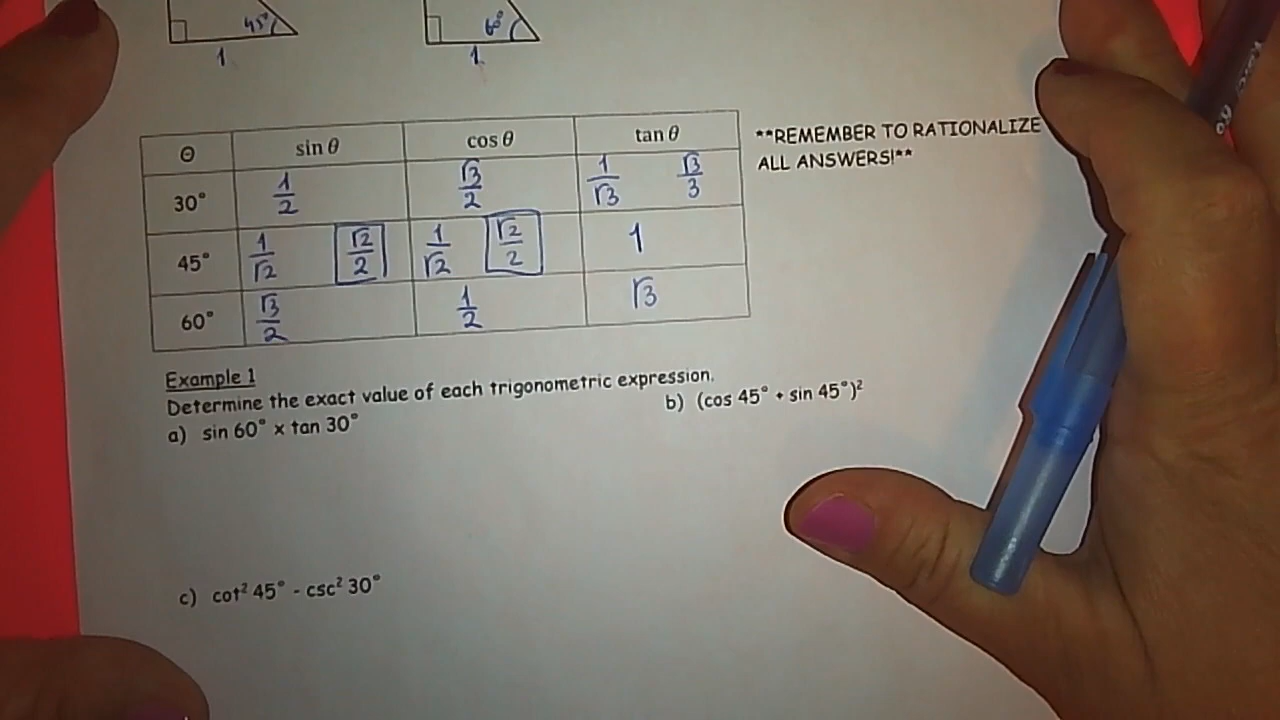 45° 60°
1 1
Θ sin θ cos θ tan θ
30° 1/2 √3/2 1/√3 √3/3
45° 1/√2 √2/2 1/√2 √2/2 1
60° √3/2 1/2 √3
**REMEMBER TO RATIONALIZE
ALL ANSWERS!**
Example 1
Determine the exact value of each trigonometric expression.
a) sin 60° x tan 30°
b) (cos 45° + sin 45°)²
c) cot² 45° - csc² 30°